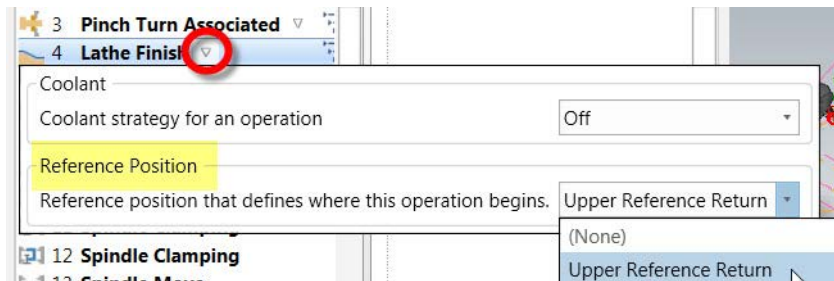 3 Pinch Turn Associated
4 Lathe Finish
Coolant
Coolant strategy for an operation Off
Reference Position
Reference position that defines where this operation begins. Upper Reference Return
(None)
12 Spindle Clamping
Upper Reference Return